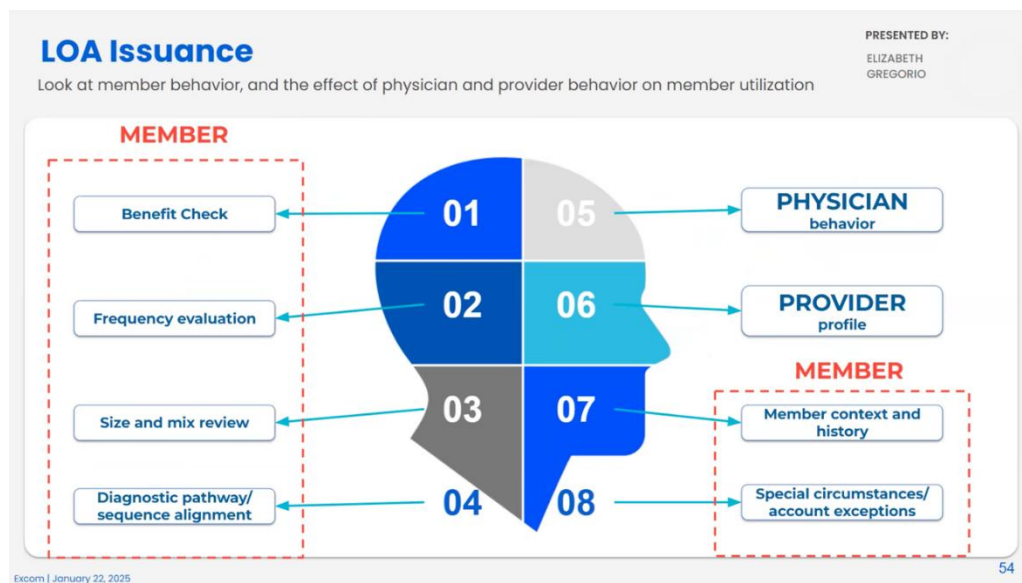 LOA Issuance
Look at member behavior, and the effect of physician and provider behavior on member utilization
PRESENTED BY:
ELIZABETH
GREGORIO
MEMBER
Benefit Check
Frequency evaluation
Size and mix review
Diagnostic pathway/
sequence alignment
01
02
03
04
05
06
07
08
PHYSICIAN
behavior
PROVIDER
profile
MEMBER
Member context and
history
Special circumstances/
account exceptions
Excom | January 22, 2025
54